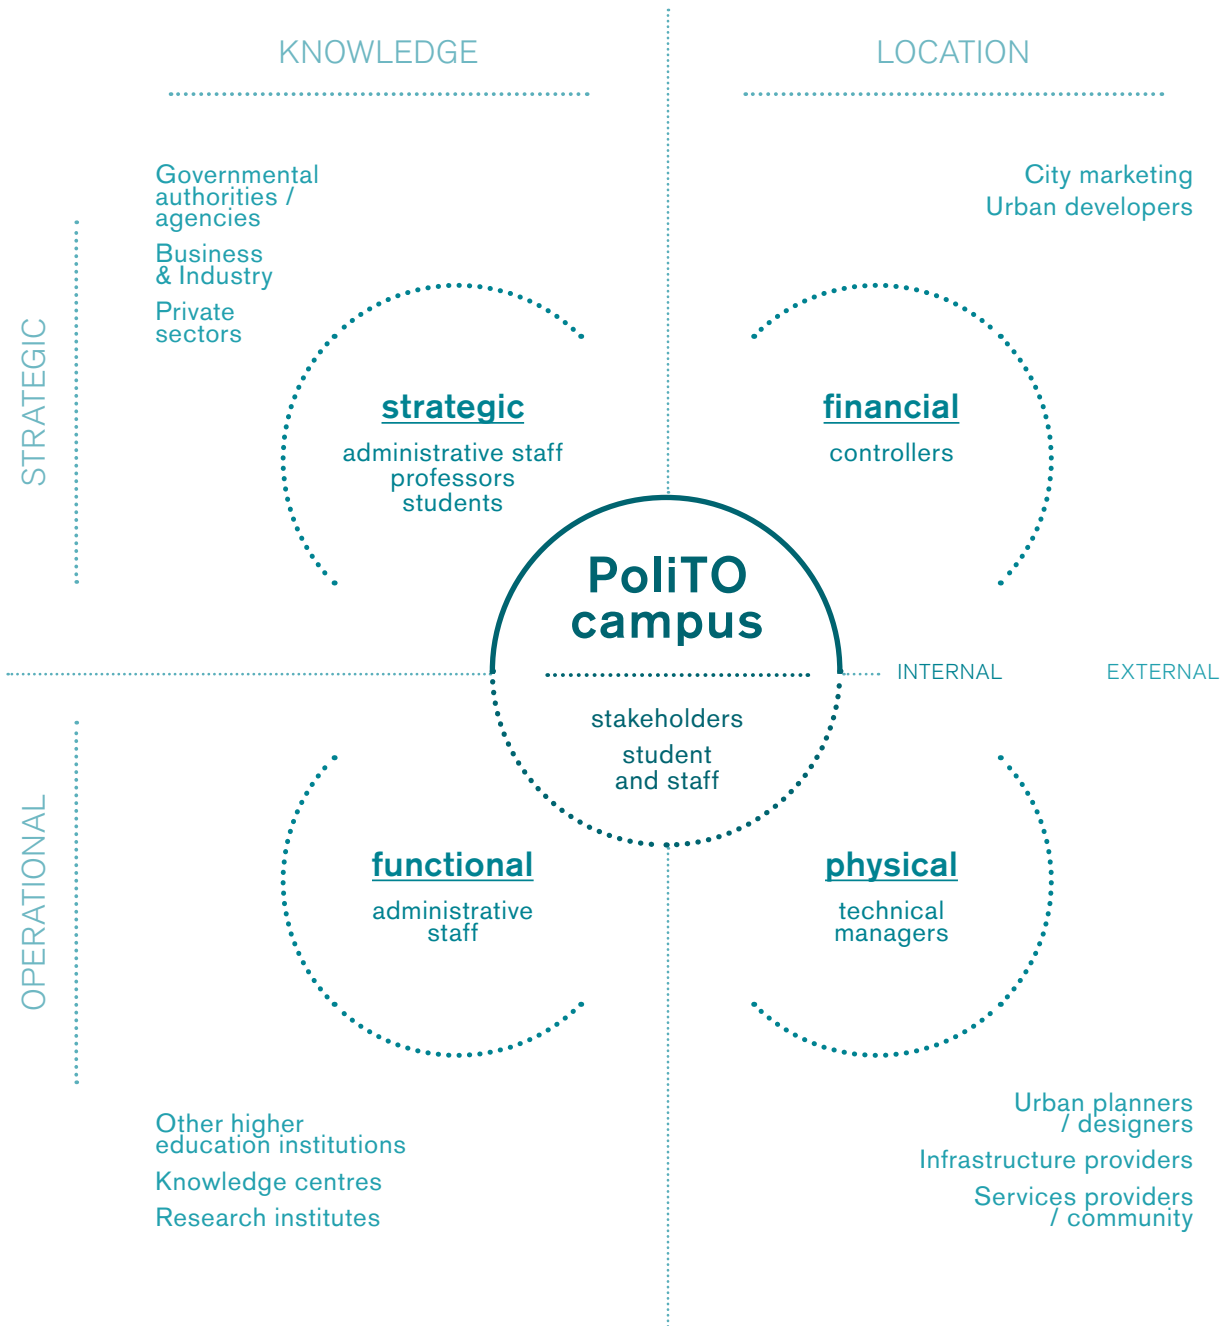 KNOWLEDGE
LOCATION
STRATEGIC
Governmental
authorities /
agencies
Business
& Industry
Private
sectors
City marketing
Urban developers
strategic
administrative staff
professors
students
financial
controllers
PoliTO
campus
stakeholders
student
and staff
INTERNAL
EXTERNAL
OPERATIONAL
functional
administrative
staff
physical
technical
managers
Other higher
education institutions
Knowledge centres
Research institutes
Urban planners
/ designers
Infrastructure providers
Services providers
/ community